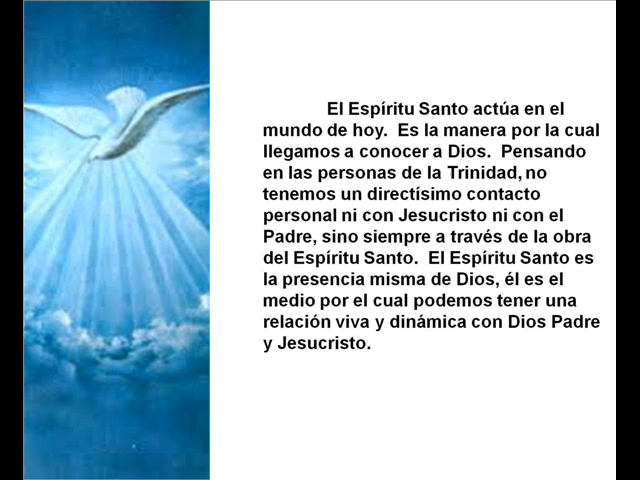 El Espíritu Santo actúa en el
mundo de hoy.  Es la manera por la cual
llegamos a conocer a Dios.  Pensando
en las personas de la Trinidad, no
tenemos un directísimo contacto
personal ni con Jesucristo ni con el
Padre, sino siempre a través de la obra
del Espíritu Santo.  El Espíritu Santo es
la presencia misma de Dios, él es el
medio por el cual podemos tener una
relación viva y dinámica con Dios Padre
y Jesucristo.